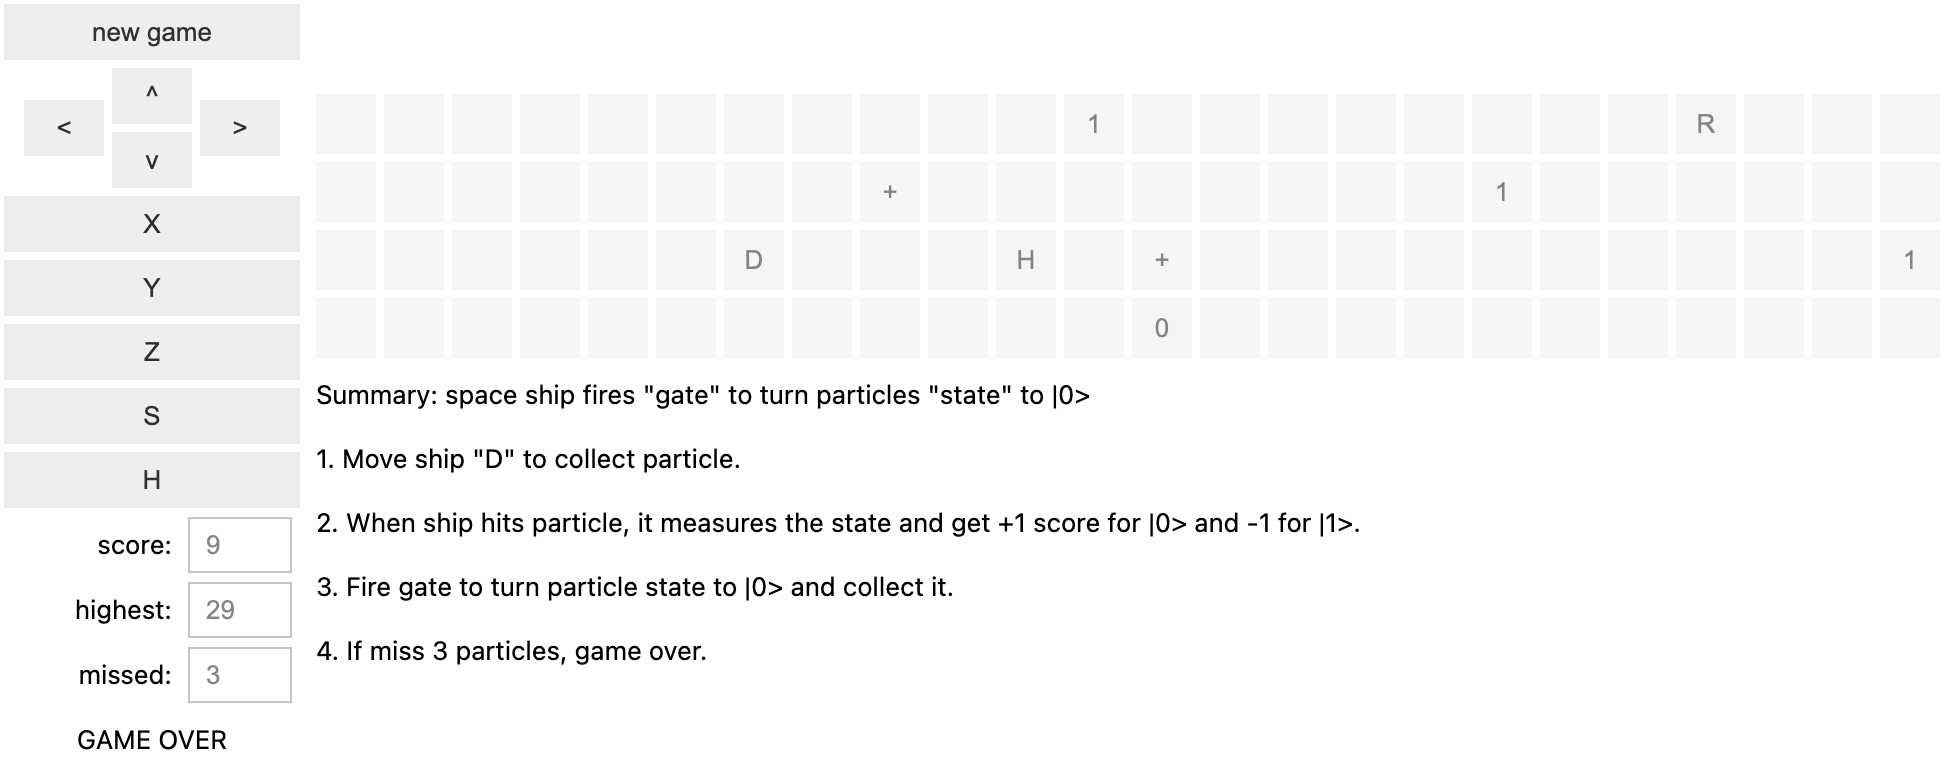 new game
^
< >
v
X
Y
Z
S
H
score: 9
highest: 29
missed: 3
GAME OVER
1 R
+ 1
D H + 1
0
Summary: space ship fires "gate" to turn particles "state" to |0>
1. Move ship "D" to collect particle.
2. When ship hits particle, it measures the state and get +1 score for |0> and -1 for |1>.
3. Fire gate to turn particle state to |0> and collect it.
4. If miss 3 particles, game over.